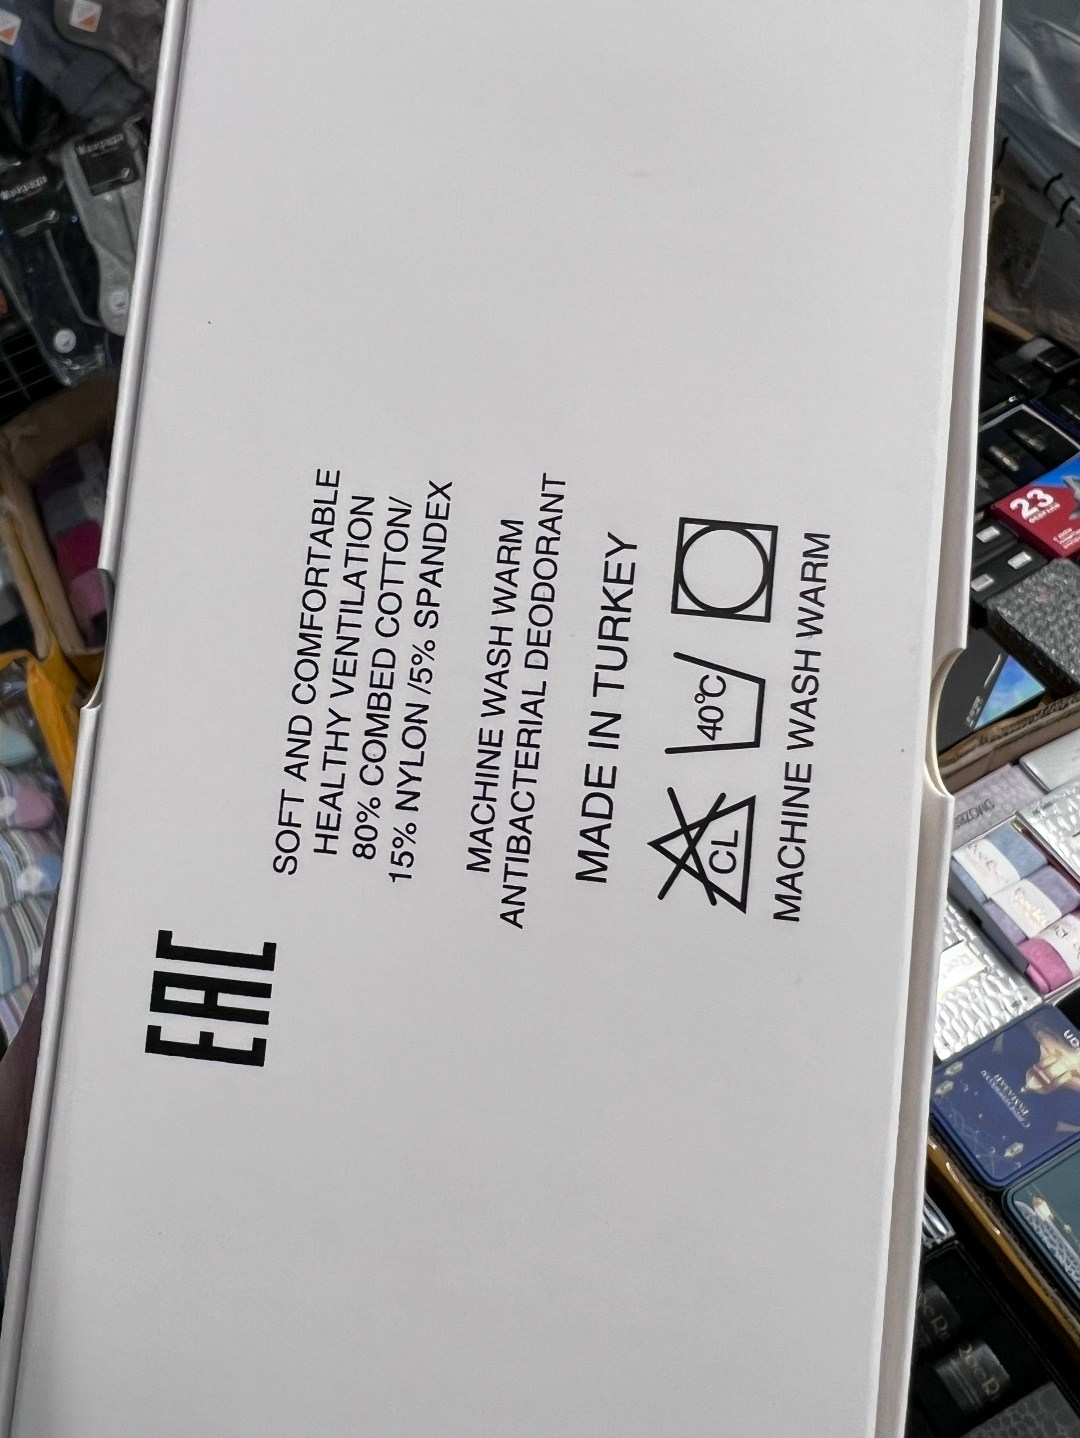 EAC
SOFT AND COMFORTABLE
HEALTHY VENTILATION
80% COMBED COTTON/
15% NYLON /5% SPANDEX
MACHINE WASH WARM
ANTIBACTERIAL DEODORANT
MADE IN TURKEY
CL
40°C
MACHINE WASH WARM
23